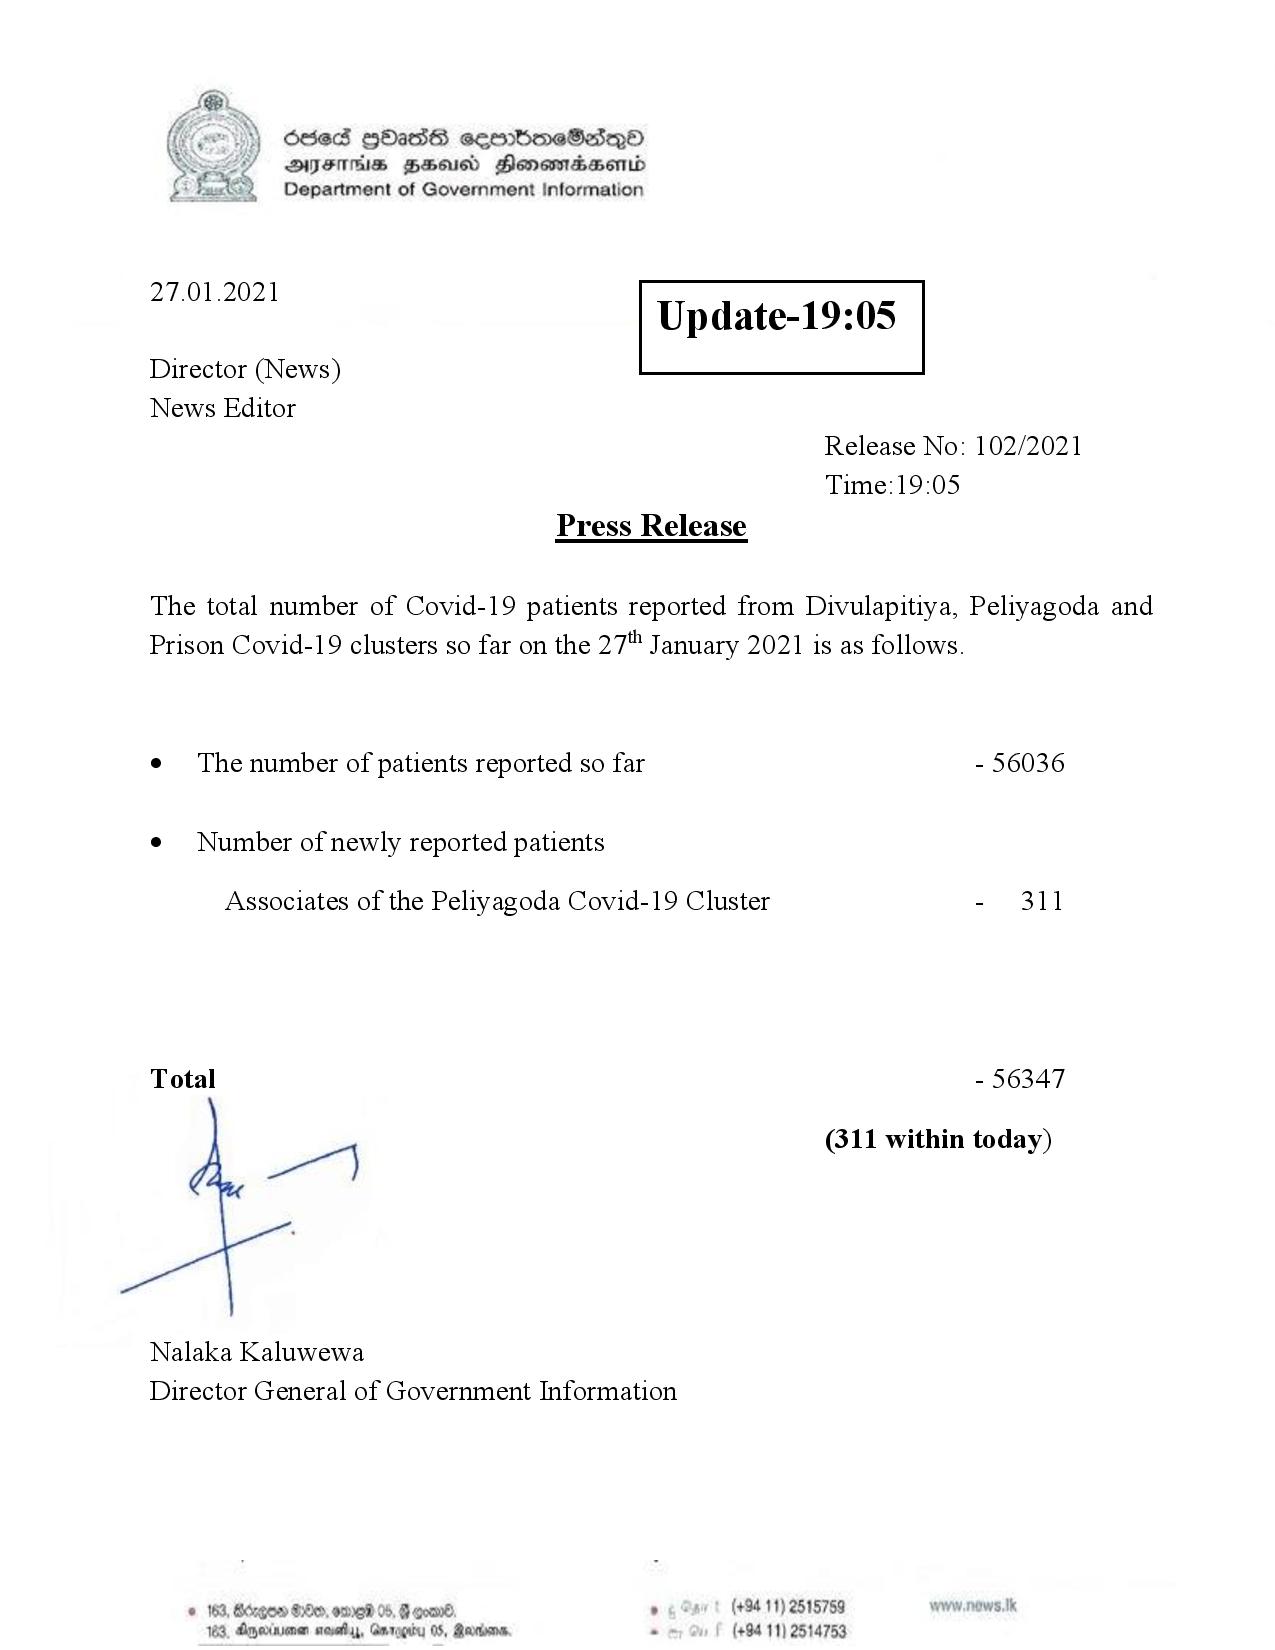 රජයේ ප්‍රවෘත්ති දෙපාර්තමේන්තුව
அரசாங்க தகவல் திணைக்களம்
Department of Government Information
27.01.2021
Update-19:05
Director (News)
News Editor
Release No: 102/2021
Time:19:05
Press Release
The total number of Covid-19 patients reported from Divulapitiya, Peliyagoda and
Prison Covid-19 clusters so far on the 27th January 2021 is as follows.
• The number of patients reported so far - 56036
• Number of newly reported patients
Associates of the Peliyagoda Covid-19 Cluster - 311
Total - 56347
(311 within today)
Nalaka Kaluwewa
Director General of Government Information
163, කිරුලපන මාවත, කොළඹ 05, ශ්‍රී ලංකාව.
163, கிருலப்பனை எவனியூ, கொழும்பு 05, இலங்கை.
(+94 11) 2515759
(+94 11) 2514753
www.news.lk